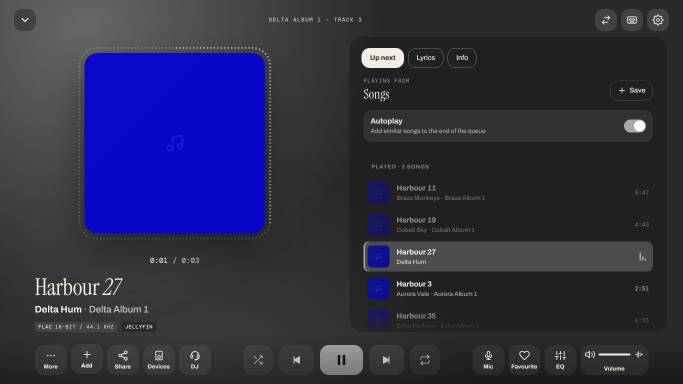 DELTA ALBUM 1 · TRACK 3
0:01 / 0:03
Harbour 27
Delta Hum · Delta Album 1
FLAC 16-BIT / 44.1 KHZ JELLYFIN
Up next Lyrics Info
PLAYING FROM
Songs
+ Save
Autoplay
Add similar songs to the end of the queue
PLAYED · 2 SONGS
Harbour 11
Brass Monkeys · Brass Album 1
3:47
Harbour 19
Cobalt Sky · Cobalt Album 1
4:43
Harbour 27
Delta Hum
Harbour 3
Aurora Vale · Aurora Album 1
2:51
Harbour 35
More Add Share Devices DJ
Mic Favourite EQ Volume